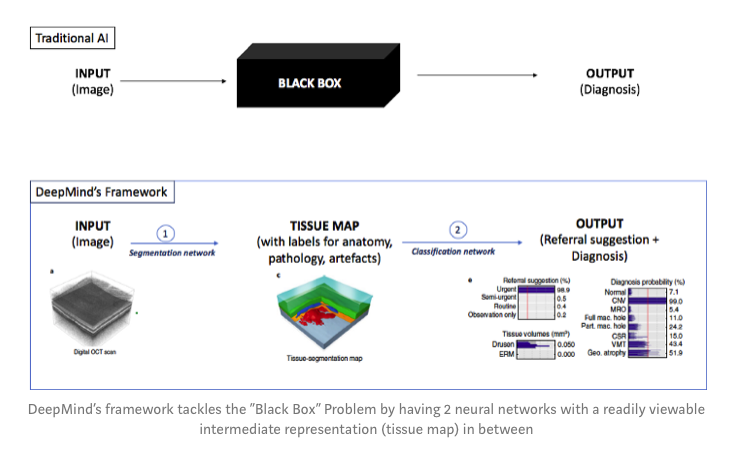 Traditional AI
INPUT
(Image)
BLACK BOX
OUTPUT
(Diagnosis)
DeepMind's Framework
INPUT
(Image)
1
Segmentation network
TISSUE MAP
(with labels for anatomy,
pathology, artefacts)
2
Classification network
OUTPUT
(Referral suggestion +
Diagnosis)
a
Digital OCT scan
c
Tissue-segmentation map
e
Referral suggestion (%)
Urgent 98.9
Semi-urgent 0.5
Routine 0.4
Observation only 0.2
Tissue volumes (mm³)
Drusen 0.050
ERM 0.000
Diagnosis probability (%)
Normal 7.1
CNV 99.0
MRO 5.4
Full mac. hole 11.0
Part. mac. hole 24.2
CSR 15.0
VMT 43.4
Geo. atrophy 51.9
DeepMind's framework tackles the "Black Box" Problem by having 2 neural networks with a readily viewable
intermediate representation (tissue map) in between